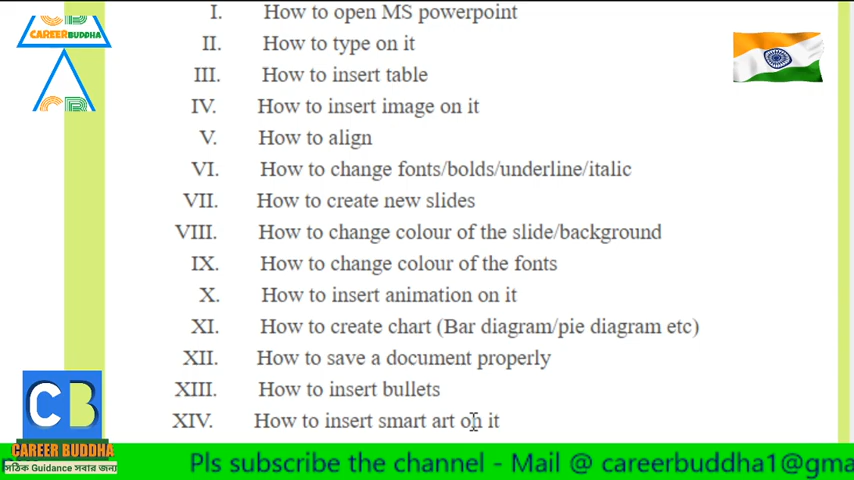 I. How to open MS powerpoint
II. How to type on it
III. How to insert table
IV. How to insert image on it
V. How to align
VI. How to change fonts/bolds/underline/italic
VII. How to create new slides
VIII. How to change colour of the slide/background
IX. How to change colour of the fonts
X. How to insert animation on it
XI. How to create chart (Bar diagram/pie diagram etc)
XII. How to save a document properly
XIII. How to insert bullets
XIV. How to insert smart art on it
CAREERBUDDHA
CB
CB
CAREER BUDDHA
সঠিক Guidance সবার জন্য
Pls subscribe the channel - Mail @ careerbuddha1@gma